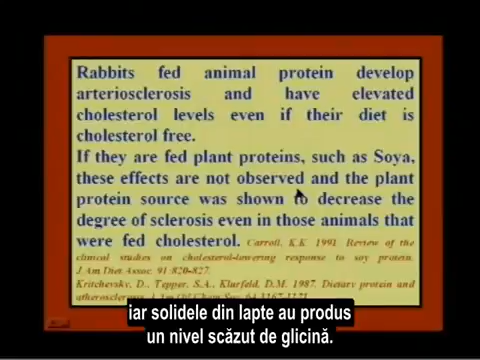 Rabbits fed animal protein develop
arteriosclerosis and have elevated
cholesterol levels even if their diet is
cholesterol free.
If they are fed plant proteins, such as Soya,
these effects are not observed and the plant
protein source was shown to decrease the
degree of sclerosis even in those animals that
were fed cholesterol. Carroll, K.K. 1991. Review of the
clinical studies on cholesterol-lowering response to soy protein.
J.Am.Diet.Assoc. 91:820-827.
Kritchevsky, D., Tepper, S.A., Klurfeld, D.M. 1987. Dietary protein and
iar solidele din lapte au produs
un nivel scăzut de glicină.